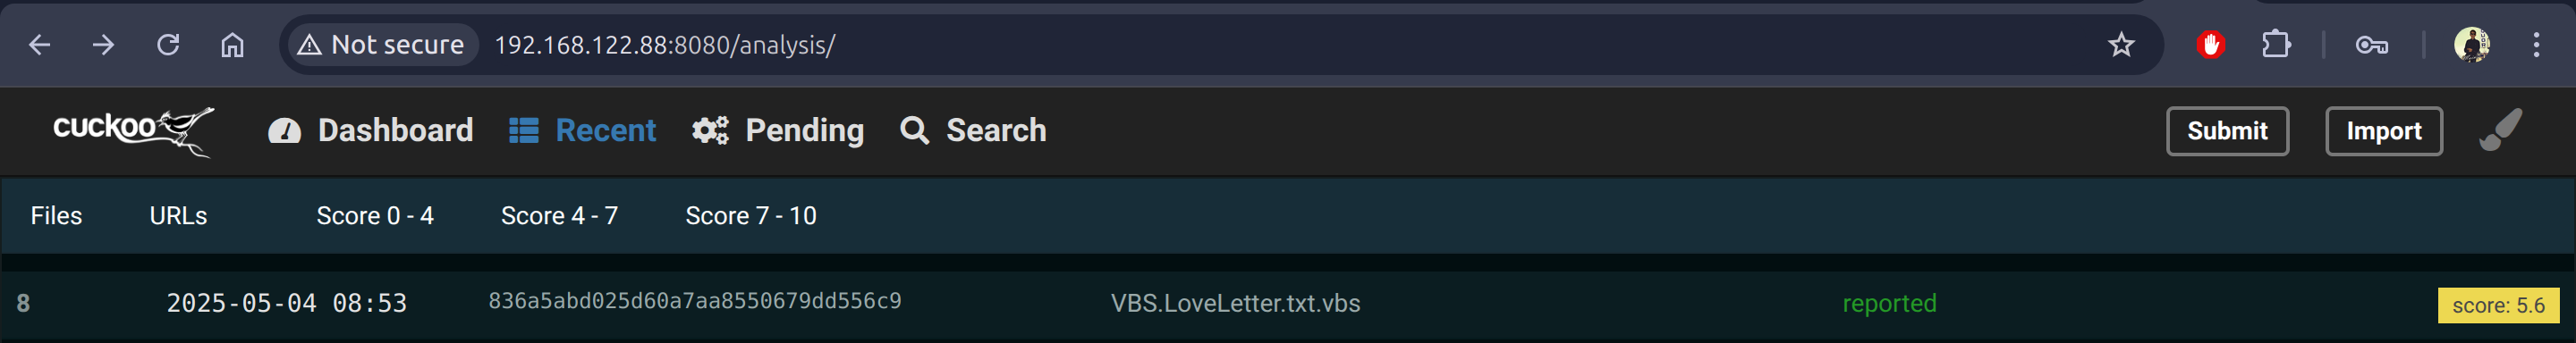 Not secure 192.168.122.88:8080/analysis/
cuckoo Dashboard Recent Pending Search Submit Import
Files URLs Score 0 - 4 Score 4 - 7 Score 7 - 10
8 2025-05-04 08:53 836a5abd025d60a7aa8550679dd556c9 VBS.LoveLetter.txt.vbs reported score: 5.6